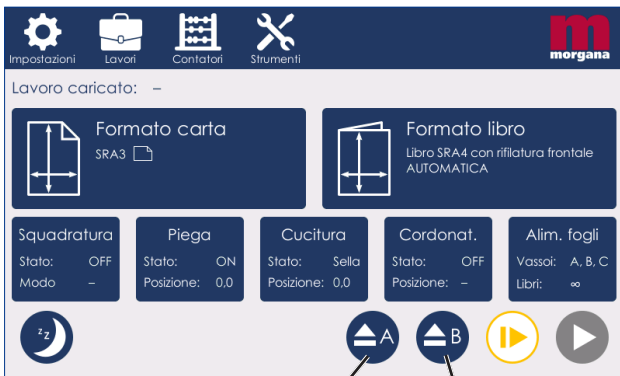 Impostazioni
Lavori
Contatori
Strumenti
morgana
Lavoro caricato: –
Formato carta
SRA3
Formato libro
Libro SRA4 con rifilatura frontale
AUTOMATICA
Squadratura
Stato: OFF
Modo –
Piega
Stato: ON
Posizione: 0,0
Cucitura
Stato: Sella
Posizione: 0,0
Cordonat.
Stato: OFF
Posizione: –
Alim. fogli
Vassoi: A, B, C
Libri: ∞
z z
A
B